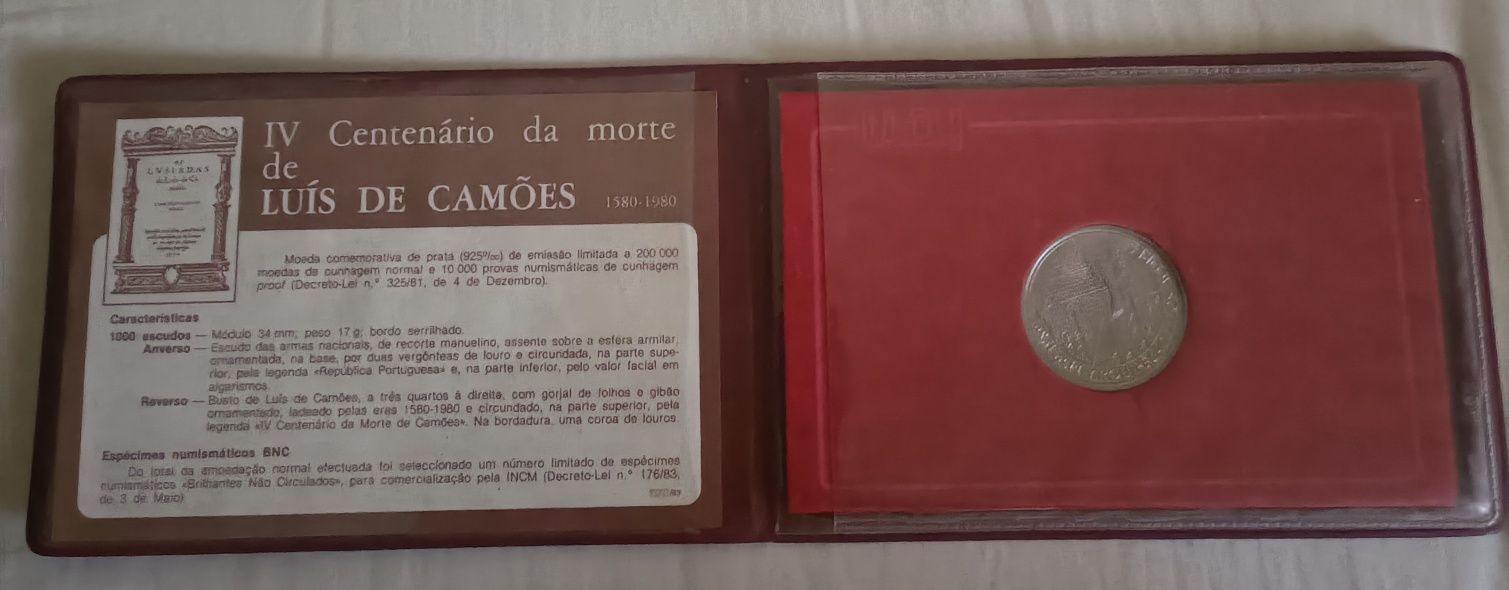 IV Centenário da morte
de
LUÍS DE CAMÕES 1580-1980
OS
LVSIADAS
de Luis de Ca-
Moeda comemorativa de prata (925º/oo) de emissão limitada a 200 000
moedas de cunhagem normal e 10 000 provas numismáticas de cunhagem
proof (Decreto-Lei n.º 325/81, de 4 de Dezembro).
Características
1000 escudos — Módulo 34 mm; peso 17 g; bordo serrilhado.
Anverso — Escudo das armas nacionais, de recorte manuelino, assente sobre a esfera armilar,
ornamentada, na base, por duas vergônteas de louro e circundada, na parte supe-
rior, pela legenda «República Portuguesa» e, na parte inferior, pelo valor facial em
algarismos.
Reverso — Busto de Luís de Camões, a três quartos à direita, com gorjal de folhos e gibão
ornamentado, ladeado pelas eras 1580-1980 e circundado, na parte superior, pela
legenda «IV Centenário da Morte de Camões». Na bordadura, uma coroa de louros.
Espécimes numismáticos BNC
Do total da amoedação normal efectuada foi seleccionado um número limitado de espécimes
numismáticos «Brilhantes Não Circulados», para comercialização pela INCM (Decreto-Lei n.º 176/83,
de 3 de Maio).